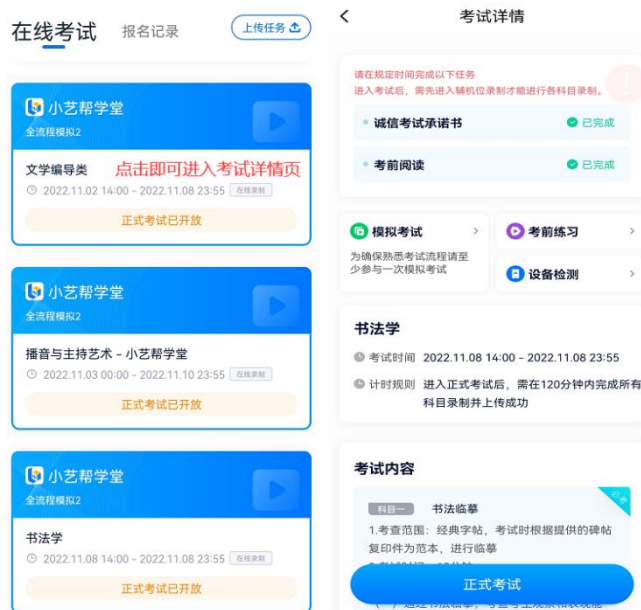 在线考试
报名记录
上传任务
小艺帮学堂
全流程模拟2
文学编导类
点击即可进入考试详情页
2022.11.02 14:00 - 2022.11.08 23:55
在线录制
正式考试已开放
小艺帮学堂
全流程模拟2
播音与主持艺术 - 小艺帮学堂
2022.11.03 00:00 - 2022.11.10 23:55
在线录制
正式考试已开放
小艺帮学堂
全流程模拟2
书法学
2022.11.08 14:00 - 2022.11.08 23:55
在线录制
正式考试已开放
考试详情
请在规定时间完成以下任务
进入考试后，需先进入辅机位录制才能进行各科目录制。
诚信考试承诺书
已完成
考前阅读
已完成
模拟考试
为确保熟悉考试流程请至
少参与一次模拟考试
考前练习
设备检测
书法学
考试时间 2022.11.08 14:00 - 2022.11.08 23:55
计时规则 进入正式考试后，需在120分钟内完成所有
科目录制并上传成功
考试内容
必考
科目一 书法临摹
1.考查范围：经典字帖，考试时根据提供的碑帖
复印件为范本，进行临摹
正式考试